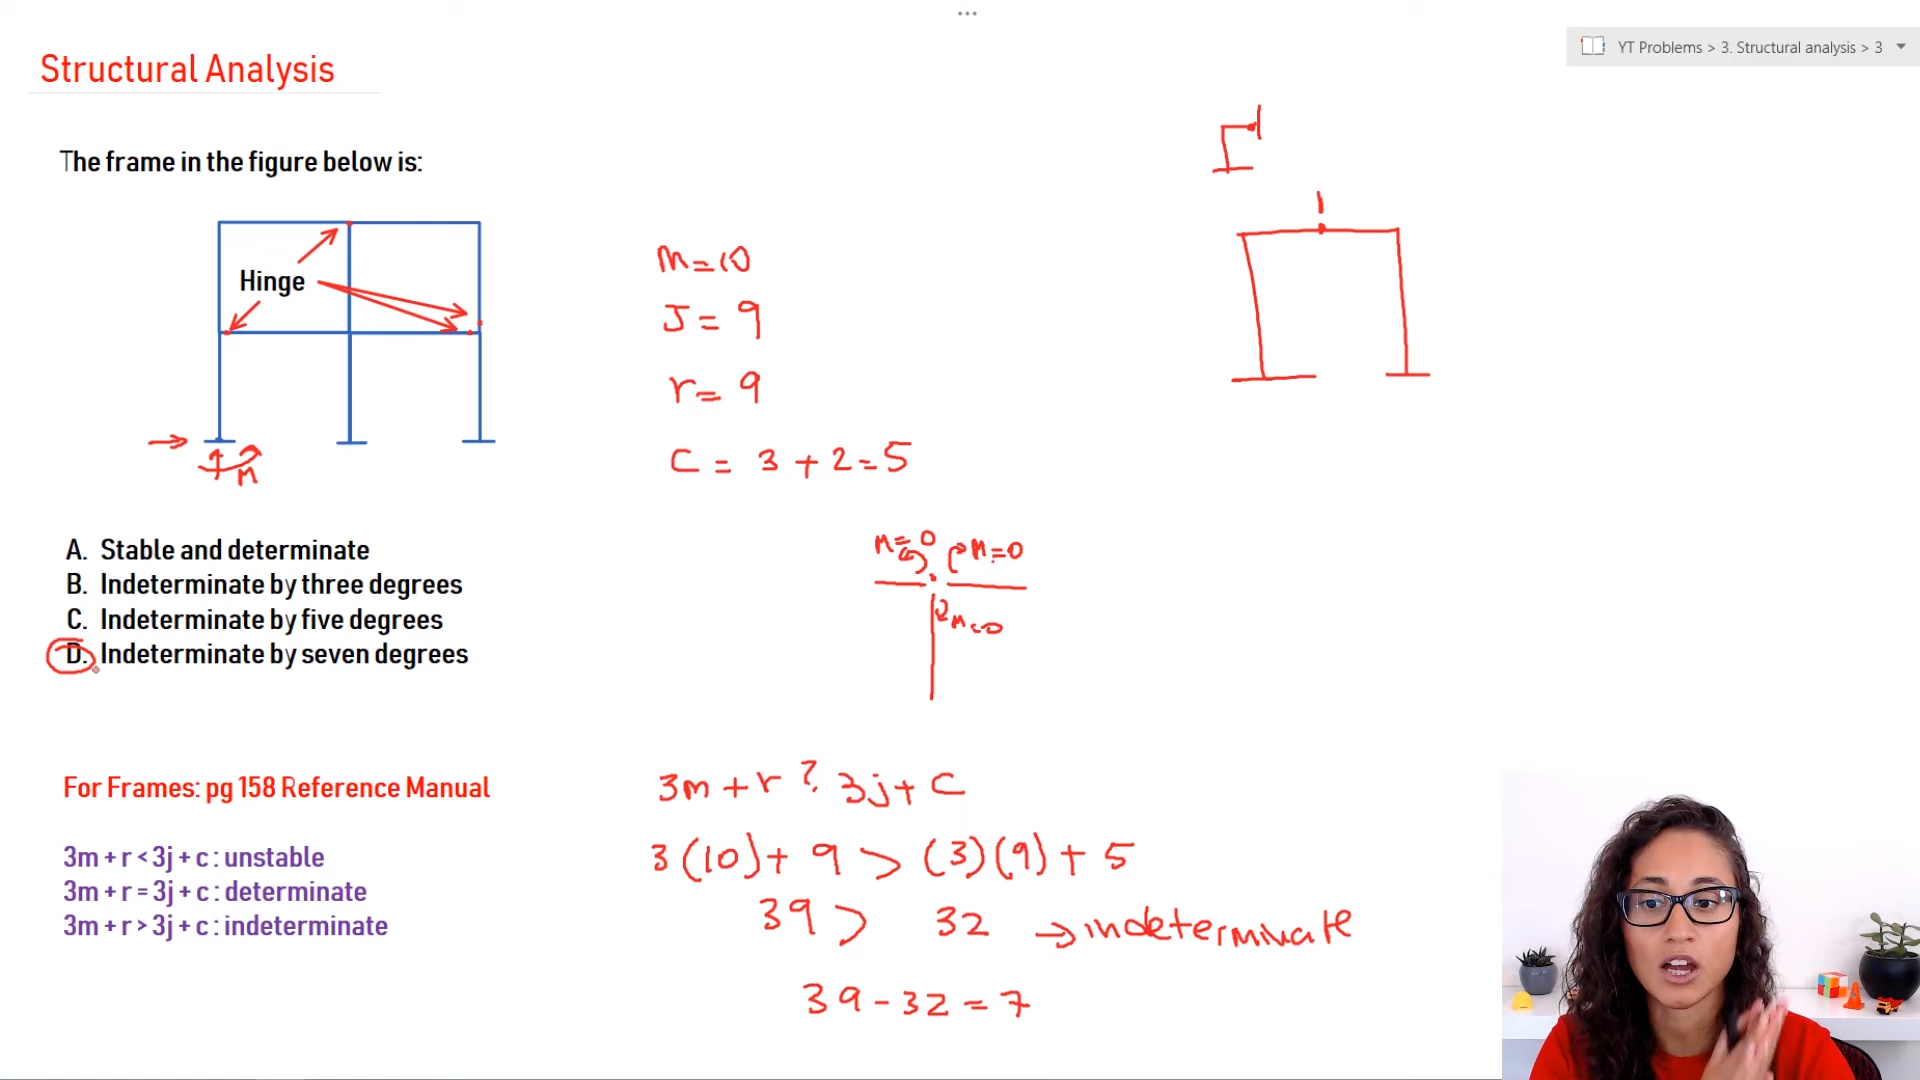 YT Problems > 3. Structural analysis > 3
Structural Analysis
The frame in the figure below is:
Hinge
M
m=10
J= 9
r= 9
C = 3 + 2=5
M=0
M=0
M=0
A. Stable and determinate
B. Indeterminate by three degrees
C. Indeterminate by five degrees
D. Indeterminate by seven degrees
For Frames: pg 158 Reference Manual
3m + r < 3j + c : unstable
3m + r = 3j + c : determinate
3m + r > 3j + c : indeterminate
3m + r ? 3j + C
3(10)+ 9 > (3)(9)+ 5
39 > 32 → indeterminate
39 - 32 = 7